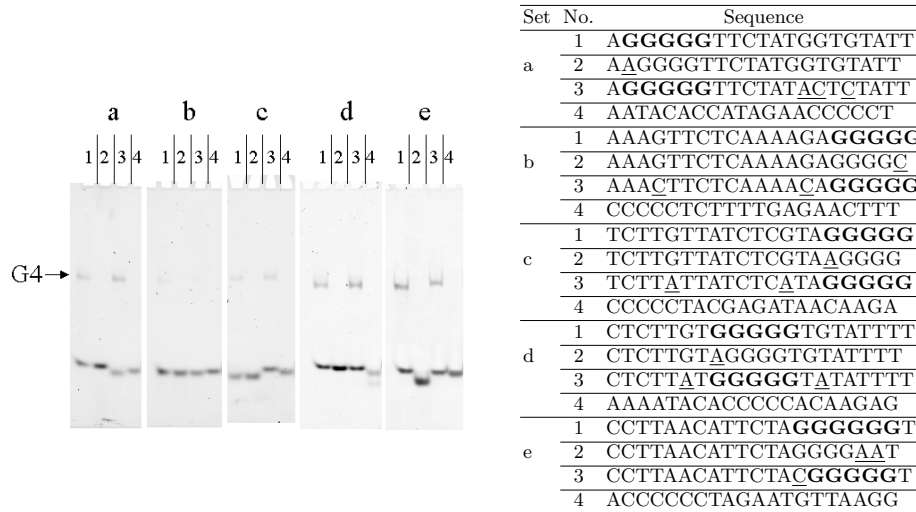 a b c d e
1 2 3 4 1 2 3 4 1 2 3 4 1 2 3 4 1 2 3 4
G4
Set No. Sequence
1 AGGGGGTTCTATGGTGTATT
a 2 AAGGGGTTCTATGGTGTATT
3 AGGGGGTTCTATACTCTATT
4 AATACACCATAGAACCCCCT
1 AAAGTTCTCAAAAGAGGGGG
b 2 AAAGTTCTCAAAAGAGGGGC
3 AAACTTCTCAAAACAGGGGG
4 CCCCCTCTTTTGAGAACTTT
1 TCTTGTTATCTCGTAGGGGG
c 2 TCTTGTTATCTCGTAAGGGG
3 TCTTATTATCTCATAGGGGG
4 CCCCCTACGAGATAACAAGA
1 CTCTTGTGGGGGTGTATTTT
d 2 CTCTTGTAGGGGTGTATTTT
3 CTCTTATGGGGGTATATTTT
4 AAAATACACCCCCACAAGAG
1 CCTTAACATTCTAGGGGGGT
e 2 CCTTAACATTCTAGGGGAAT
3 CCTTAACATTCTACGGGGGT
4 ACCCCCCTAGAATGTTAAGG